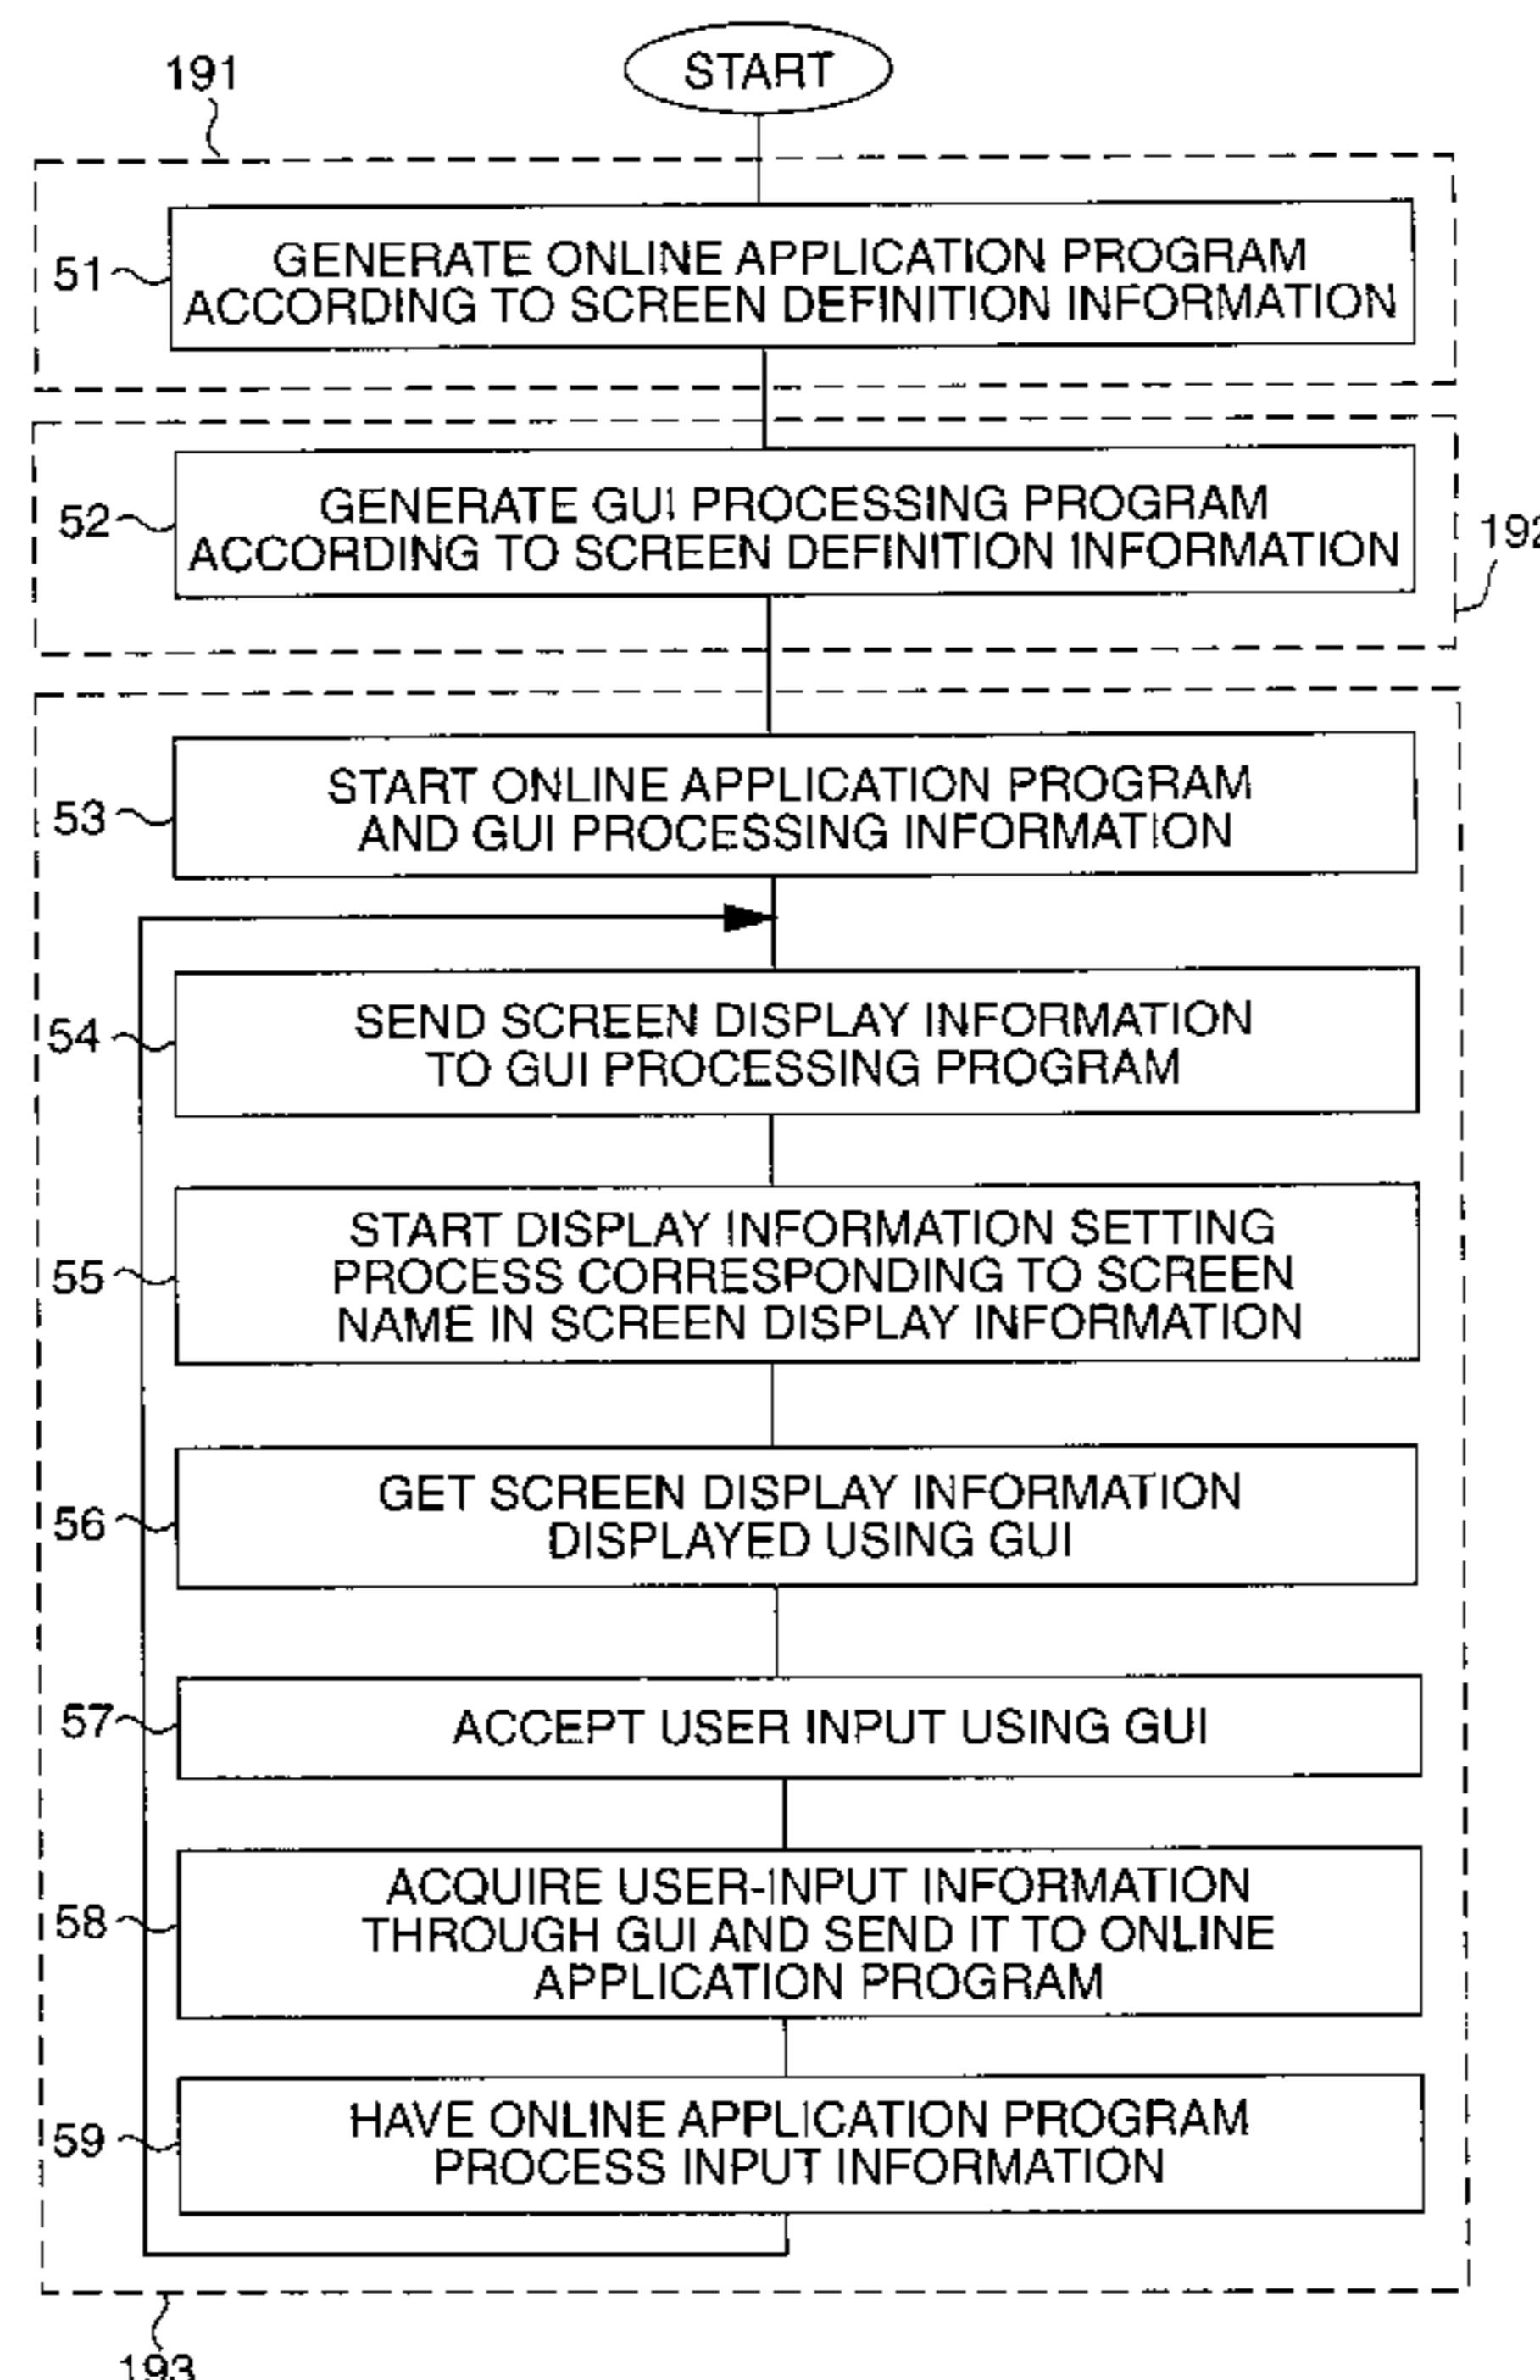 START
191
51
GENERATE ONLINE APPLICATION PROGRAM
ACCORDING TO SCREEN DEFINITION INFORMATION
52
GENERATE GUI PROCESSING PROGRAM
ACCORDING TO SCREEN DEFINITION INFORMATION
192
53
START ONLINE APPLICATION PROGRAM
AND GUI PROCESSING INFORMATION
54
SEND SCREEN DISPLAY INFORMATION
TO GUI PROCESSING PROGRAM
55
START DISPLAY INFORMATION SETTING
PROCESS CORRESPONDING TO SCREEN
NAME IN SCREEN DISPLAY INFORMATION
56
GET SCREEN DISPLAY INFORMATION
DISPLAYED USING GUI
57
ACCEPT USER INPUT USING GUI
58
ACQUIRE USER-INPUT INFORMATION
THROUGH GUI AND SEND IT TO ONLINE
APPLICATION PROGRAM
59
HAVE ONLINE APPLICATION PROGRAM
PROCESS INPUT INFORMATION
193